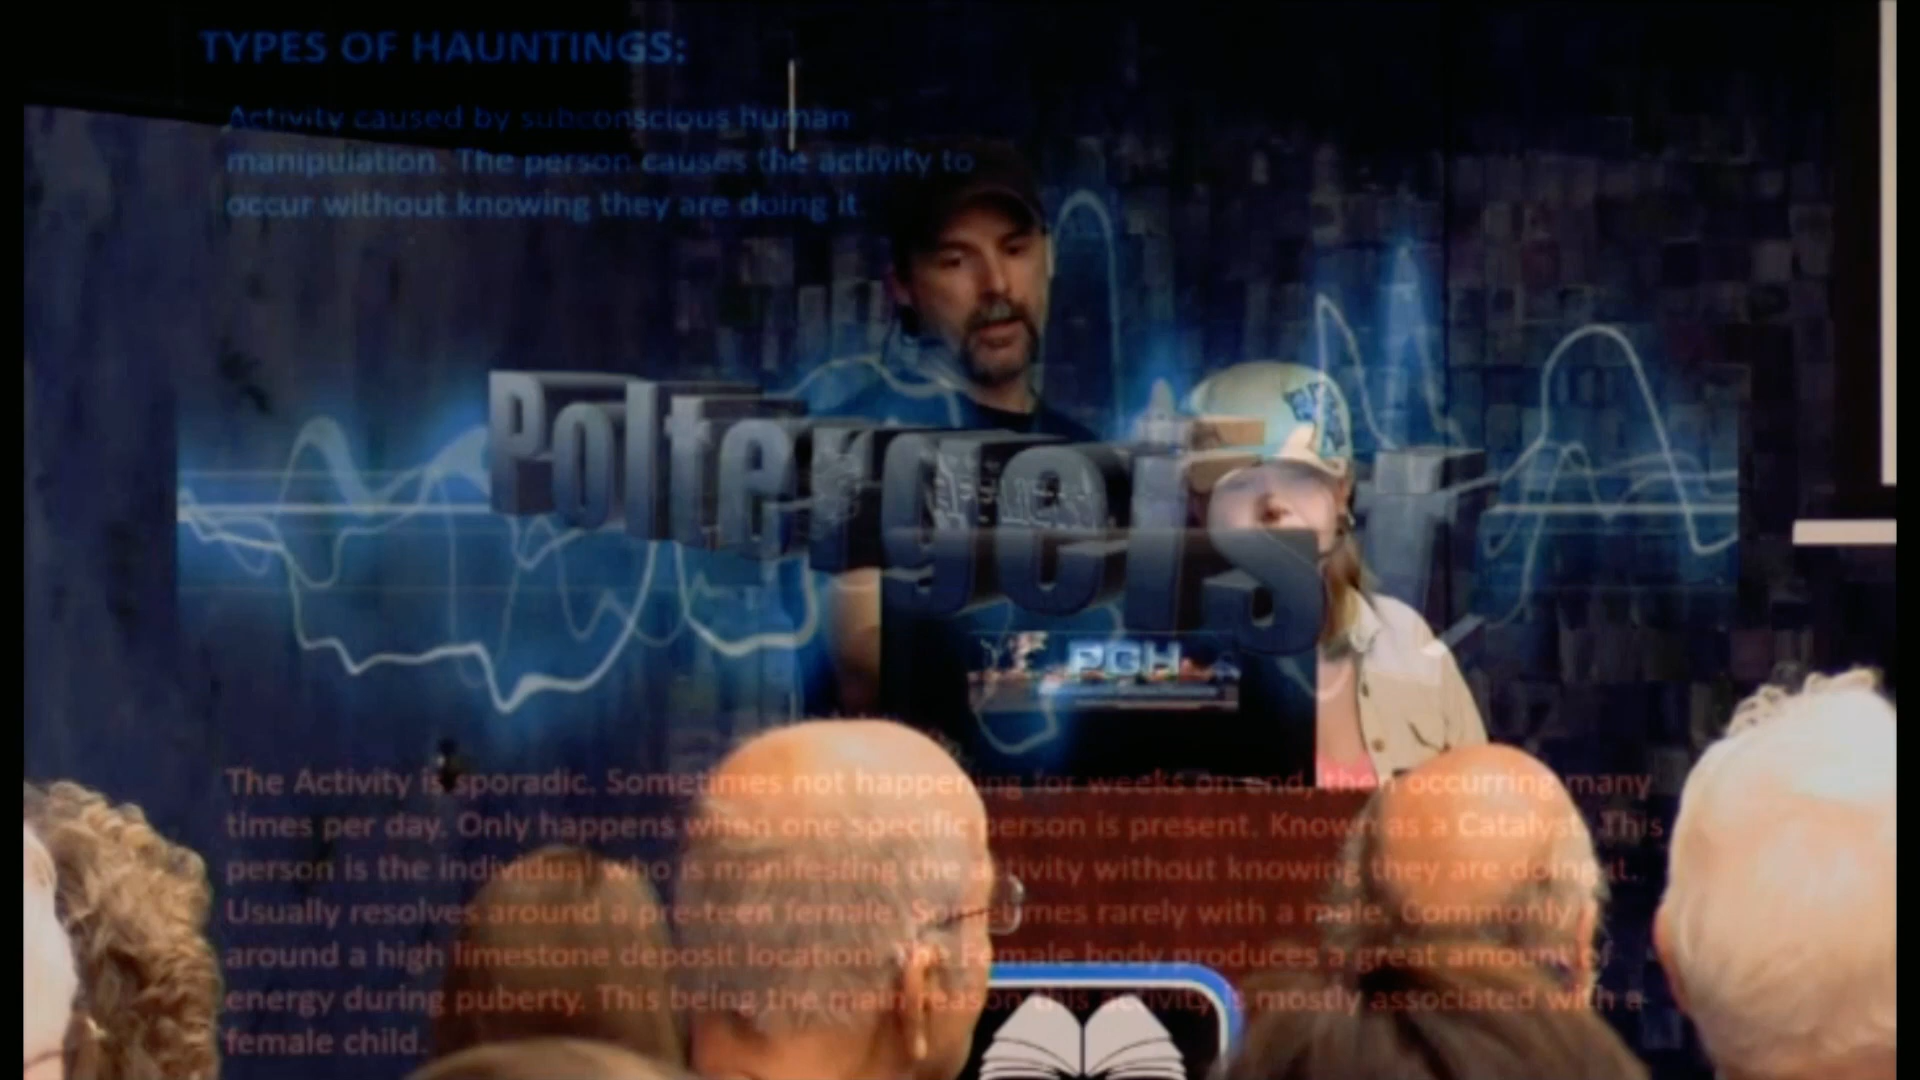 TYPES OF HAUNTINGS:
Activity caused by subconscious human
manipulation. The person causes the activity to
occur without knowing they are doing it
Poltergeist
PGH
The Activity is sporadic. Sometimes not happening for weeks on end, then occurring many
times per day. Only happens when one specific person is present. Known as a Catalyst. This
person is the individual who is manifesting the activity without knowing they are doing it.
Usually resolves around a pre-teen female. Sometimes rarely with a male. Commonly
around a high limestone deposit location. The Female body produces a great amount of
energy during puberty. This being the main reason this activity is mostly associated with a
female child.